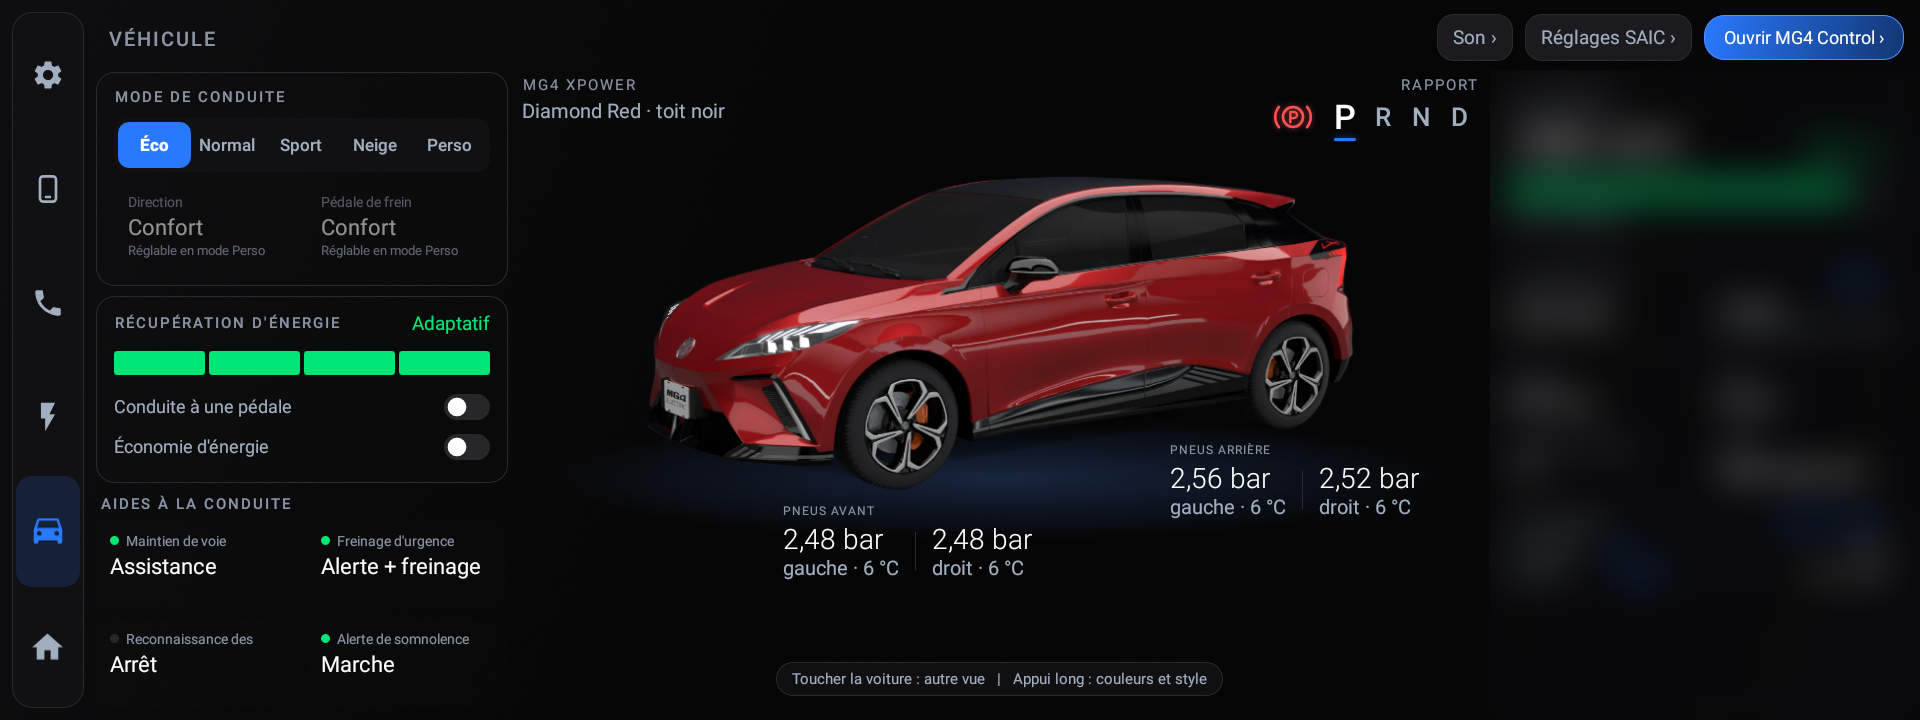 VÉHICULE
Son ›
Réglages SAIC ›
Ouvrir MG4 Control ›
MODE DE CONDUITE
Éco
Normal
Sport
Neige
Perso
Direction
Confort
Réglable en mode Perso
Pédale de frein
Confort
Réglable en mode Perso
RÉCUPÉRATION D'ÉNERGIE
Adaptatif
Conduite à une pédale
Économie d'énergie
AIDES À LA CONDUITE
Maintien de voie
Assistance
Freinage d'urgence
Alerte + freinage
Reconnaissance des
Arrêt
Alerte de somnolence
Marche
MG4 XPOWER
Diamond Red · toit noir
RAPPORT
(P) P R N D
MG4
ELECTRIC
PNEUS AVANT
2,48 bar
gauche · 6 °C
2,48 bar
droit · 6 °C
PNEUS ARRIÈRE
2,56 bar
gauche · 6 °C
2,52 bar
droit · 6 °C
Toucher la voiture : autre vue | Appui long : couleurs et style